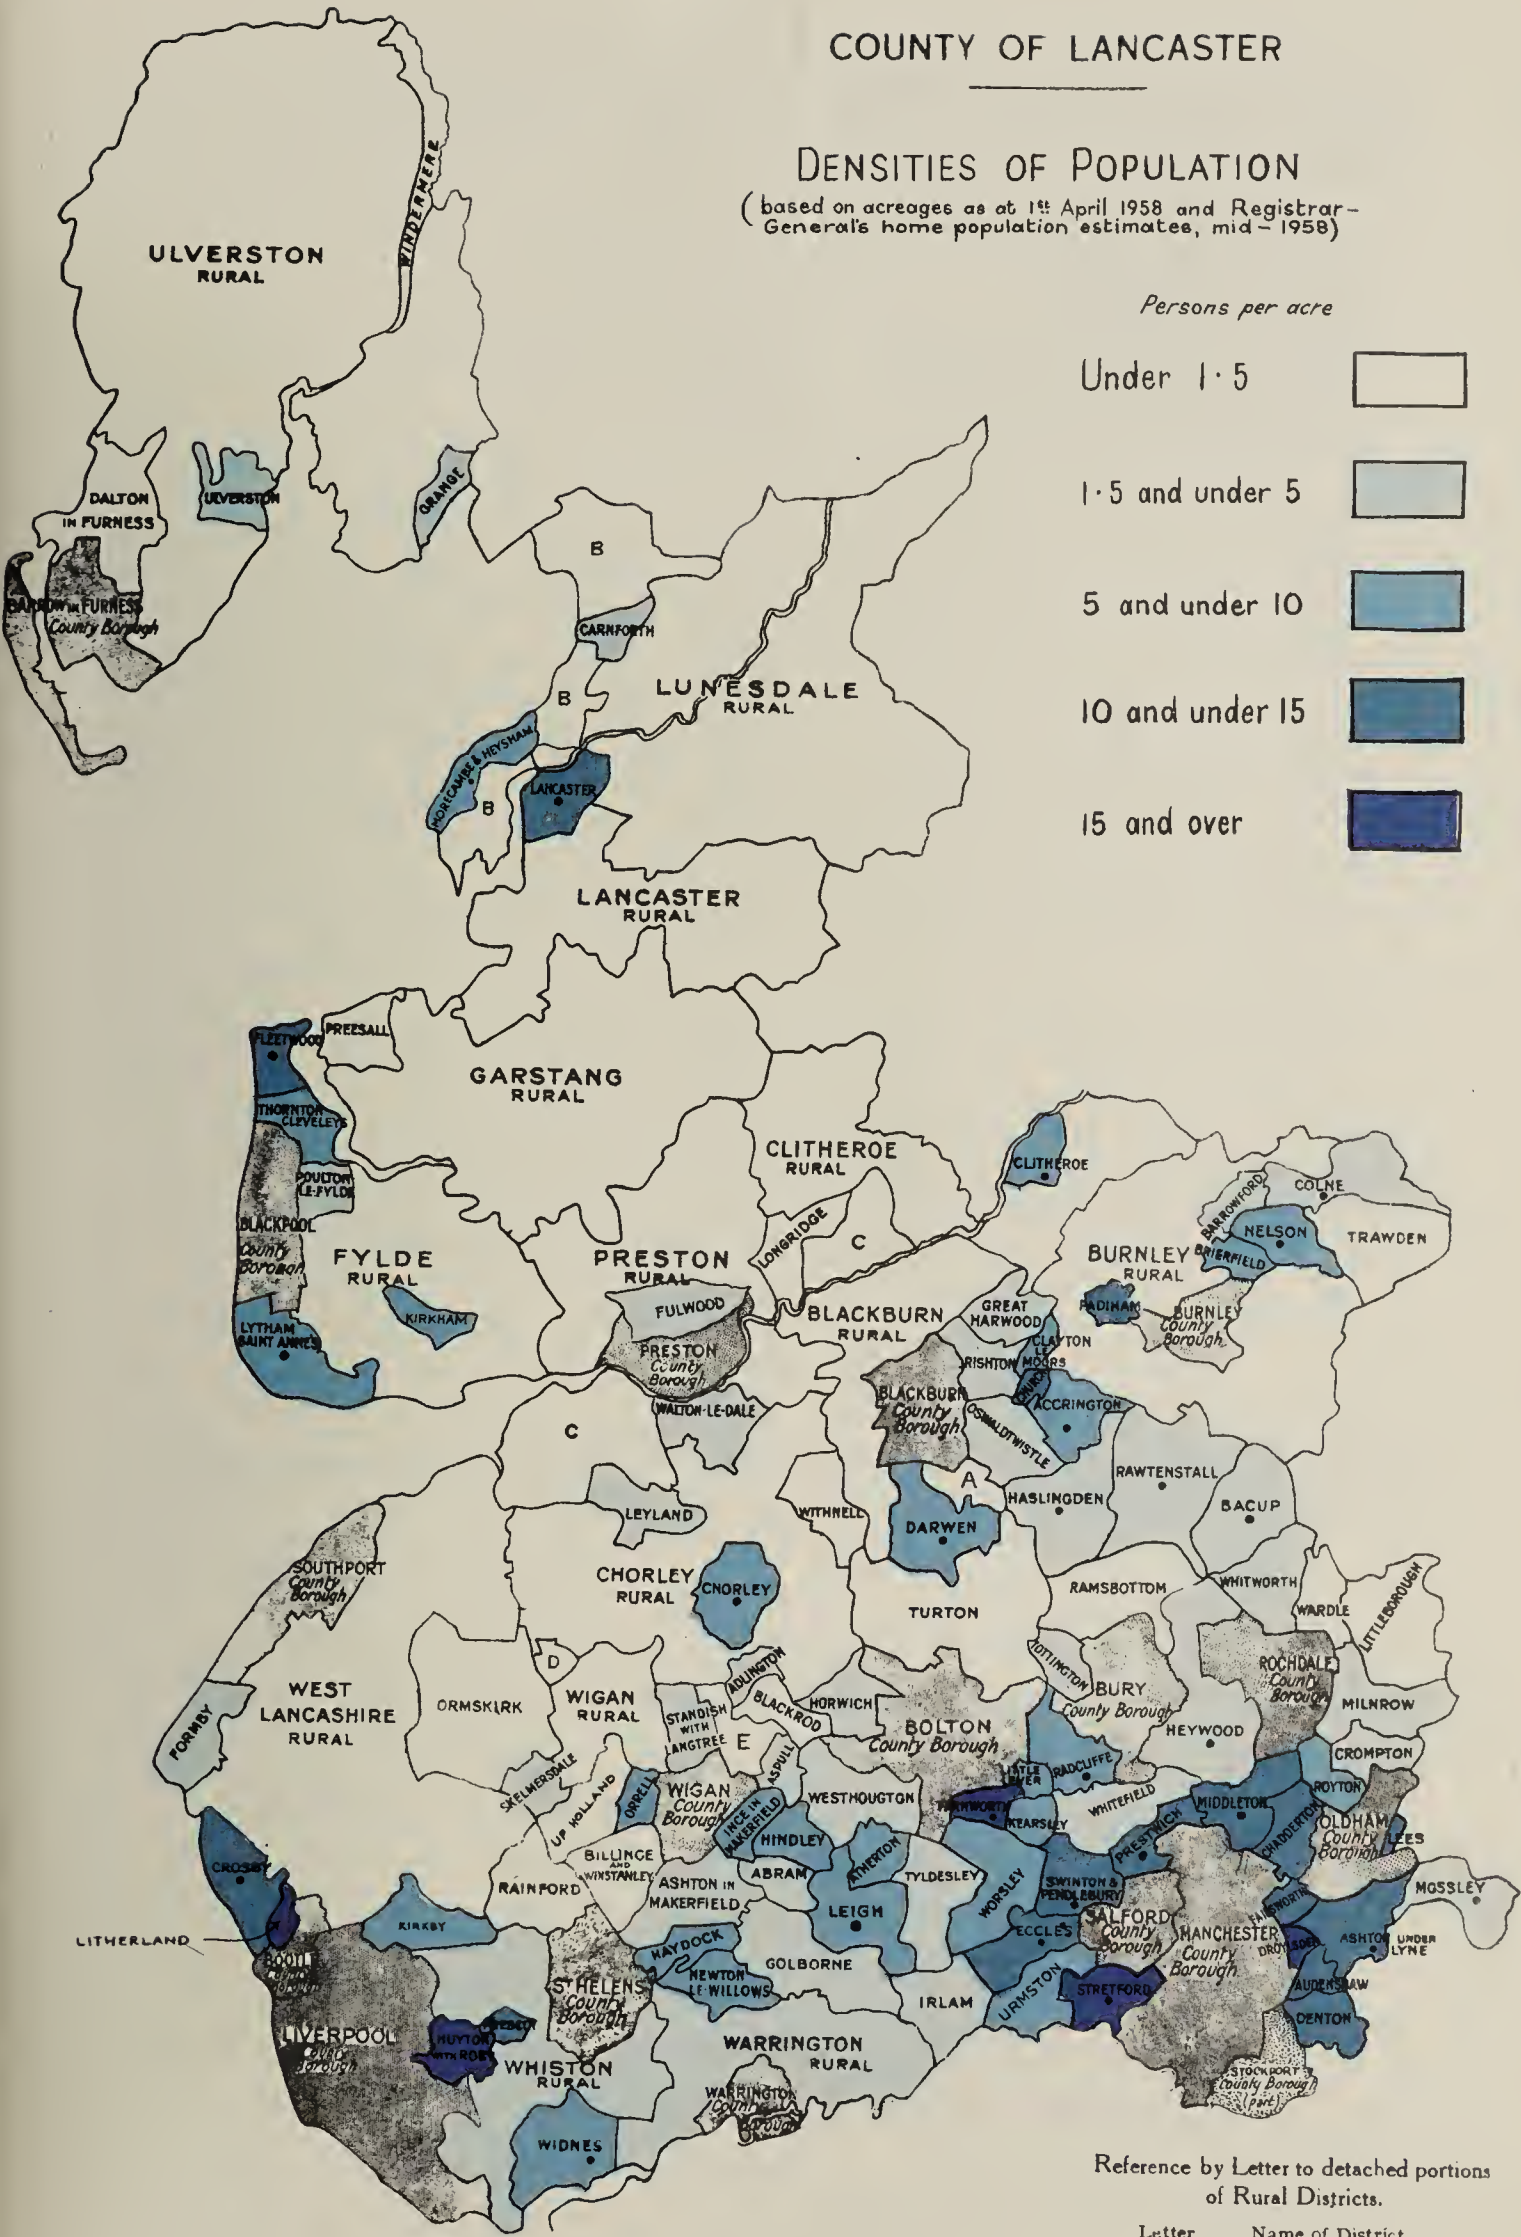 COUNTY OF LANCASTER
DENSITIES OF POPULATION
(based on acreages as at 1st April 1958 and Registrar-
General's home population estimates, mid-1958)
Persons per acre
Under 1·5
1·5 and under 5
5 and under 10
10 and under 15
15 and over
WINDERMERE
ULVERSTON
RURAL
DALTON
IN FURNESS
ULVERSTON
GRANGE
BARROW IN FURNESS
County Borough
B
CARNFORTH
B
LUNESDALE
RURAL
MORECAMBE & HEYSHAM
B
LANCASTER
LANCASTER
RURAL
FLEETWOOD
PREESALL
GARSTANG
RURAL
THORNTON
CLEVELEYS
POULTON
LE-FYLDE
BLACKPOOL
County
Borough
FYLDE
RURAL
KIRKHAM
LYTHAM
SAINT ANNES
CLITHEROE
RURAL
CLITHEROE
LONGRIDGE
C
PRESTON
RURAL
FULWOOD
PRESTON
County
Borough
BLACKBURN
RURAL
BARROWFORD
COLNE
NELSON
TRAWDEN
BRIERFIELD
BURNLEY
RURAL
PADIHAM
BURNLEY
County
Borough
GREAT
HARWOOD
CLAYTON
LE
MOORS
RISHTON
CHURCH
ACCRINGTON
BLACKBURN
County
Borough
OSWALDTWISTLE
C
WALTON-LE-DALE
LEYLAND
WITHNELL
A
DARWEN
HASLINGDEN
RAWTENSTALL
BACUP
SOUTHPORT
County
Borough
CHORLEY
RURAL
CHORLEY
TURTON
RAMSBOTTOM
WHITWORTH
WARDLE
LITTLEBOROUGH
D
ADLINGTON
TOTTINGTON
BURY
County Borough
ROCHDALE
County
Borough
MILNROW
FORMBY
WEST
LANCASHIRE
RURAL
ORMSKIRK
WIGAN
RURAL
STANDISH
WITH
LANGTREE
BLACKROD
HORWICH
BOLTON
County Borough
HEYWOOD
CROMPTON
E
ASPULL
SKELMERSDALE
UP HOLLAND
ORRELL
WIGAN
County
Borough
INCE IN
MAKERFIELD
HINDLEY
WESTHOUGTON
LITTLE
LEVER
RADCLIFFE
FARNWORTH
KEARSLEY
WHITEFIELD
MIDDLETON
ROYTON
CHADDERTON
OLDHAM
County
Borough
LEES
PRESTWICH
CROSBY
BILLINGE
AND
WINSTANLEY
RAINFORD
ASHTON IN
MAKERFIELD
ABRAM
ATHERTON
TYLDESLEY
WORSLEY
SWINTON &
PENDLEBURY
MOSSLEY
LITHERLAND
KIRKBY
LEIGH
ECCLES
SALFORD
County
Borough
MANCHESTER
County
Borough
FAILSWORTH
DROYLSDEN
ASHTON UNDER
LYNE
BOOTLE
County
Borough
HAYDOCK
NEWTON
LE-WILLOWS
GOLBORNE
ST HELENS
County
Borough
IRLAM
URMSTON
STRETFORD
AUDENSHAW
DENTON
LIVERPOOL
County
Borough
HUYTON
WITH ROBY
PRESCOT
WHISTON
RURAL
WARRINGTON
RURAL
WARRINGTON
County
Borough
STOCKPORT
County Borough
(part)
WIDNES
Reference by Letter to detached portions
of Rural Districts.
Letter Name of District